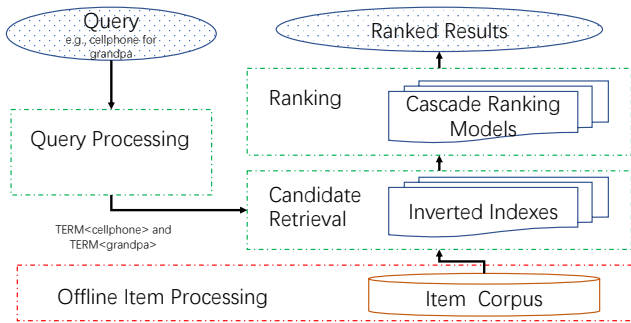 Query
e.g., cellphone for
grandpa
Query Processing
TERM<cellphone> and
TERM<grandpa>
Ranked Results
Ranking
Cascade Ranking
Models
Candidate
Retrieval
Inverted Indexes
Offline Item Processing
Item Corpus